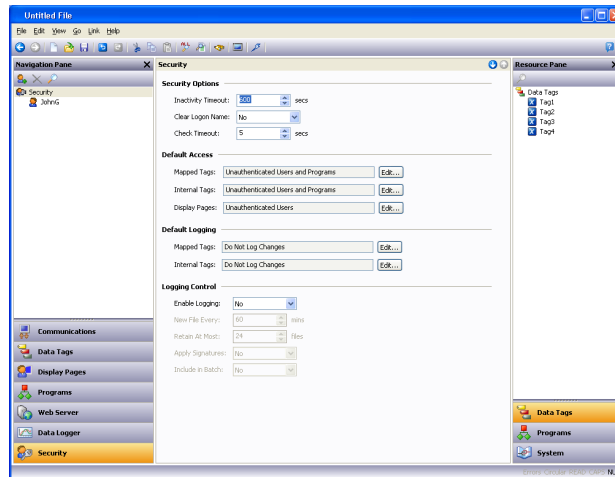 Untitled File
File Edit View Go Link Help
Navigation Pane
Security
JohnG
Communications
Data Tags
Display Pages
Programs
Web Server
Data Logger
Security
Security
Security Options
Inactivity Timeout: 600 secs
Clear Logon Name: No
Check Timeout: 5 secs
Default Access
Mapped Tags: Unauthenticated Users and Programs Edit...
Internal Tags: Unauthenticated Users and Programs Edit...
Display Pages: Unauthenticated Users Edit...
Default Logging
Mapped Tags: Do Not Log Changes Edit...
Internal Tags: Do Not Log Changes Edit...
Logging Control
Enable Logging: No
New File Every: 60 mins
Retain At Most: 24 files
Apply Signatures: No
Include in Batch: No
Resource Pane
Data Tags
Tag1
Tag2
Tag3
Tag4
Data Tags
Programs
System
Errors Circular READ CAPS NU